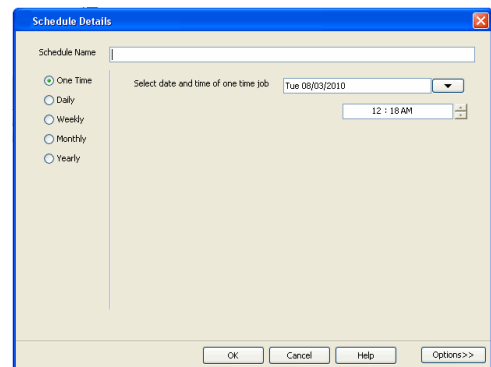 Schedule Details
Schedule Name
One Time
Select date and time of one time job
Tue 08/03/2010
Daily
12 : 18 AM
Weekly
Monthly
Yearly
OK
Cancel
Help
Options>>